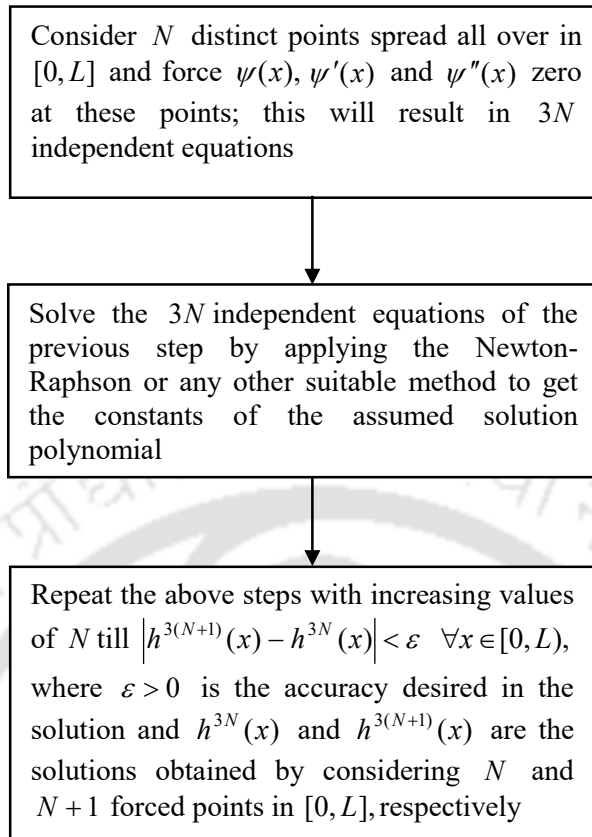 Consider N distinct points spread all over in
[0, L] and force ψ(x), ψ′(x) and ψ″(x) zero
at these points; this will result in 3N
independent equations
Solve the 3N independent equations of the
previous step by applying the Newton-
Raphson or any other suitable method to get
the constants of the assumed solution
polynomial
Repeat the above steps with increasing values
of N till |h^{3(N+1)}(x) − h^{3N}(x)| < ε ∀x ∈ [0, L),
where ε > 0 is the accuracy desired in the
solution and h^{3N}(x) and h^{3(N+1)}(x) are the
solutions obtained by considering N and
N + 1 forced points in [0, L], respectively